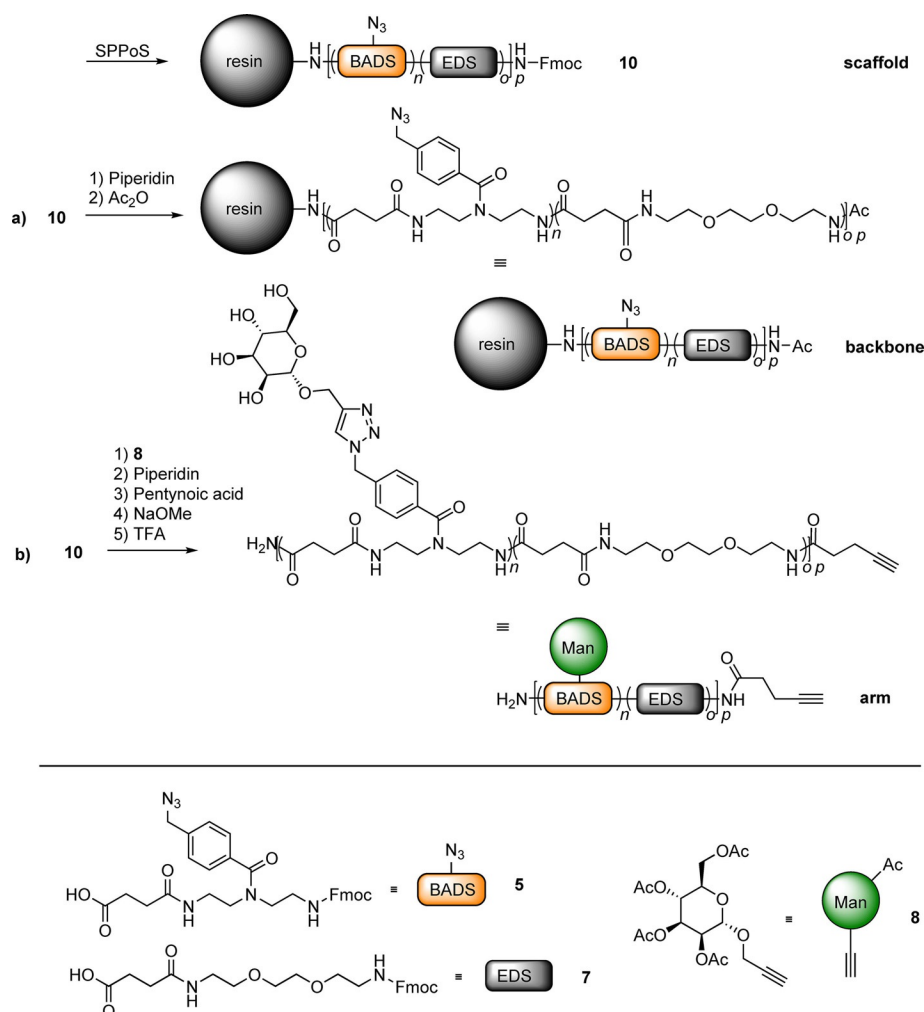 SPPoS
resin
N3
H
N
BADS
n
EDS
o p
H
N
Fmoc
10
scaffold
a) 10
1) Piperidin
2) Ac2O
resin
N3
O
N
H
N
O
O
N
H
N
H
n
O
O
H
N
O
O
N
H
o p
Ac
≡
resin
H
N
N3
BADS
n
EDS
o p
H
N
Ac
backbone
HO
HO
HO
HO
O
O
N
N
N
b) 10
1) 8
2) Piperidin
3) Pentynoic acid
4) NaOMe
5) TFA
H2N
O
O
N
H
N
O
N
H
n
O
O
H
N
O
O
N
H
o p
O
≡
Man
H2N
BADS
n
EDS
o p
NH
O
arm
N3
HO
O
O
N
H
N
O
H
N
Fmoc
≡
N3
BADS
5
HO
O
O
N
H
O
O
H
N
Fmoc
≡
EDS
7
OAc
AcO
AcO
OAc
O
O
≡
Ac
Man
8